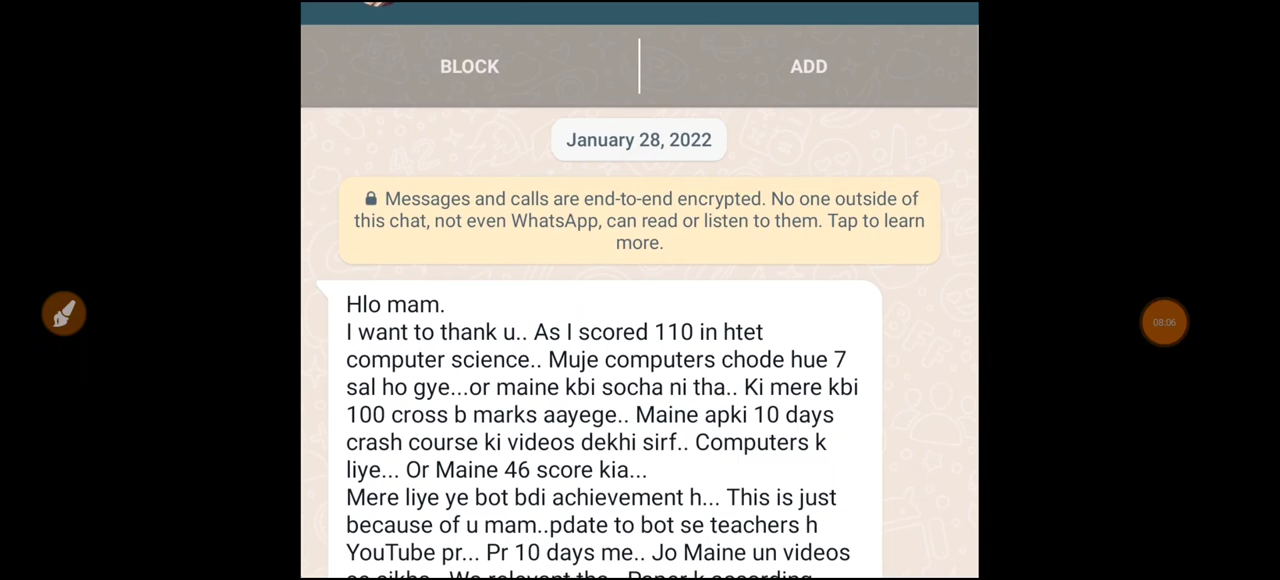 BLOCK
ADD
January 28, 2022
Messages and calls are end-to-end encrypted. No one outside of
this chat, not even WhatsApp, can read or listen to them. Tap to learn
more.
Hlo mam.
I want to thank u.. As I scored 110 in htet
computer science.. Muje computers chode hue 7
sal ho gye...or maine kbi socha ni tha.. Ki mere kbi
100 cross b marks aayege.. Maine apki 10 days
crash course ki videos dekhi sirf.. Computers k
liye... Or Maine 46 score kia...
Mere liye ye bot bdi achievement h... This is just
because of u mam..pdate to bot se teachers h
YouTube pr... Pr 10 days me.. Jo Maine un videos
08:06